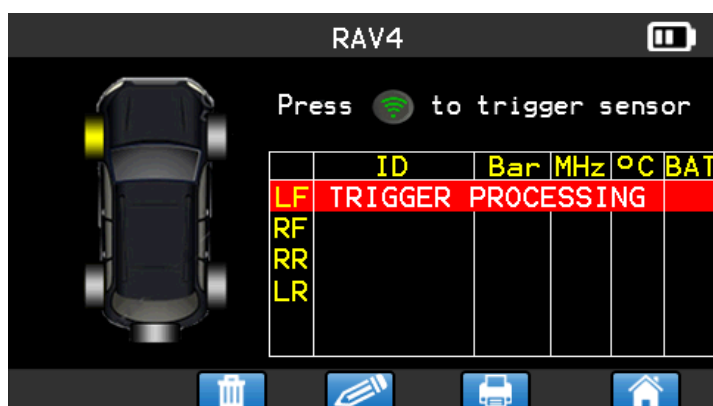 RAV4
Press to trigger sensor
ID Bar MHz °C BAT
LF TRIGGER PROCESSING
RF
RR
LR